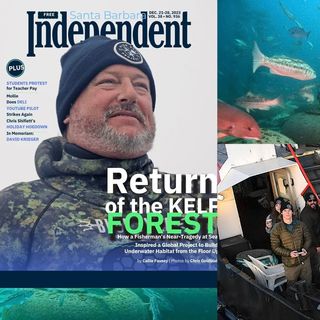 FREE
Santa Barbara
Independent
DEC. 21-28, 2023
VOL. 38 • NO. 936
PLUS
STUDENTS PROTEST
for Teacher Pay
Mollie
Does DELI
YOUTUBE PILOT
Strikes Again
Chris Shiflett's
HOLIDAY HOEDOWN
In Memoriam:
DAVID KRIEGER
Return
of the KELP
FOREST
How a Fisherman's Near-Tragedy at Sea
Inspired a Global Project to Build
Underwater Habitat from the Floor Up
by Callie Fausey | Photos by Chris